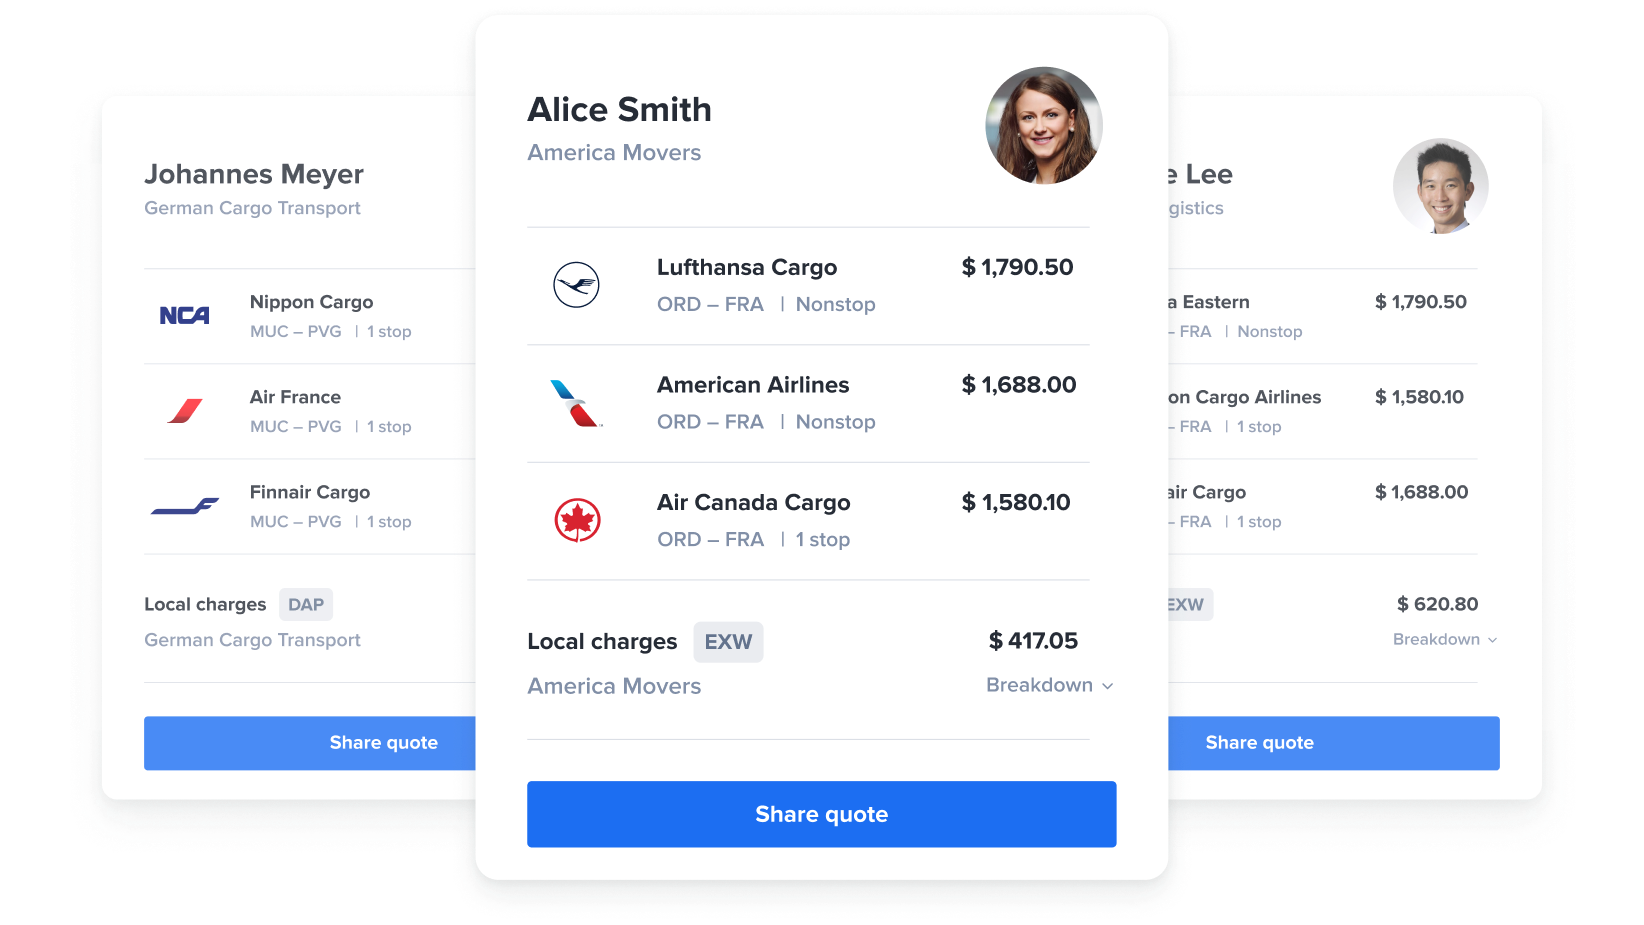 Johannes Meyer
German Cargo Transport
NCA
Nippon Cargo
MUC – PVG | 1 stop
Air France
MUC – PVG | 1 stop
Finnair Cargo
MUC – PVG | 1 stop
Local charges DAP
German Cargo Transport
Share quote
Alice Smith
America Movers
Lufthansa Cargo $ 1,790.50
ORD – FRA | Nonstop
American Airlines $ 1,688.00
ORD – FRA | Nonstop
Air Canada Cargo $ 1,580.10
ORD – FRA | 1 stop
Local charges EXW $ 417.05
America Movers Breakdown
Share quote
Lee
Eastern $ 1,790.50
– FRA | Nonstop
Cargo Airlines $ 1,580.10
– FRA | 1 stop
Cargo $ 1,688.00
– FRA | 1 stop
EXW $ 620.80
Breakdown
Share quote